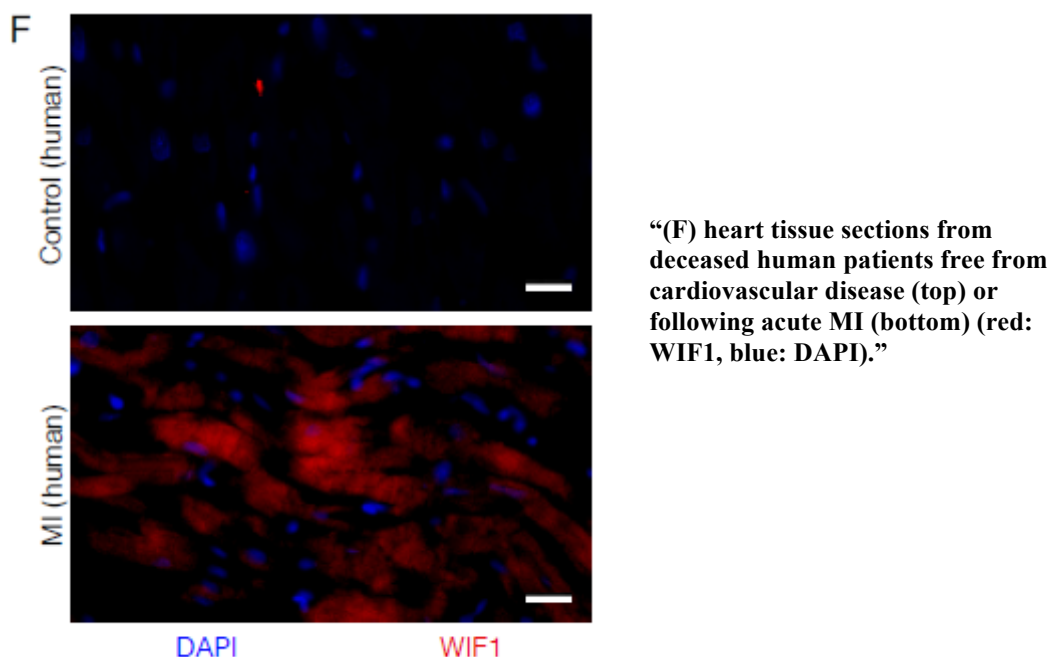 F
Control (human)
MI (human)
DAPI
WIF1
“(F) heart tissue sections from
deceased human patients free from
cardiovascular disease (top) or
following acute MI (bottom) (red:
WIF1, blue: DAPI).”